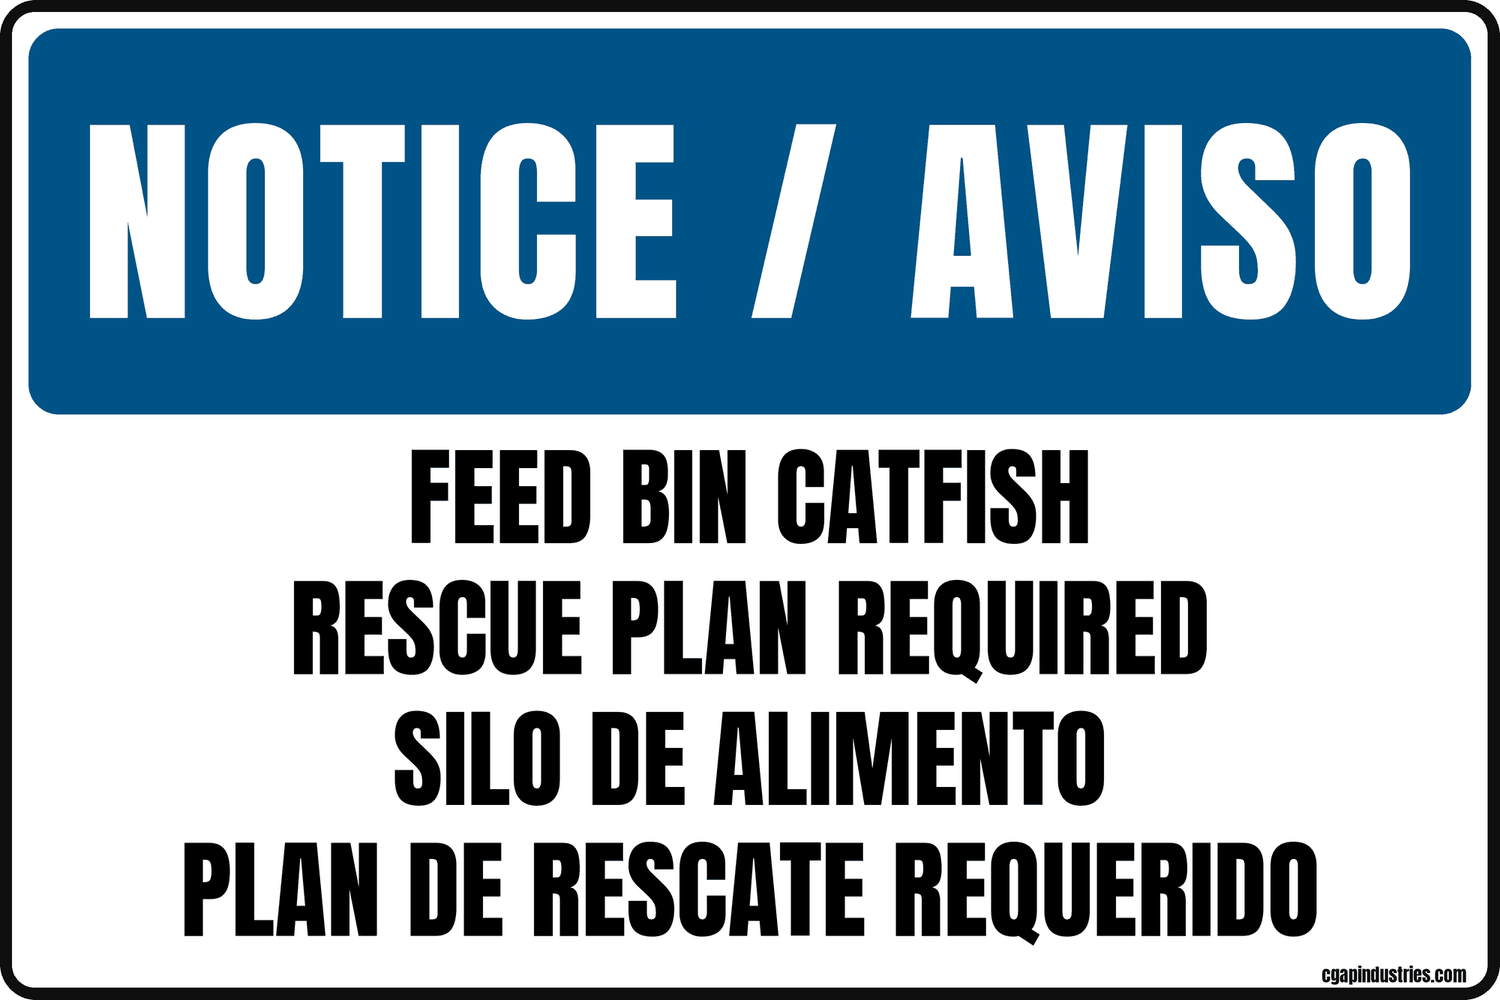 NOTICE / AVISO
FEED BIN CATFISH
RESCUE PLAN REQUIRED
SILO DE ALIMENTO
PLAN DE RESCATE REQUERIDO
cgapindustries.com